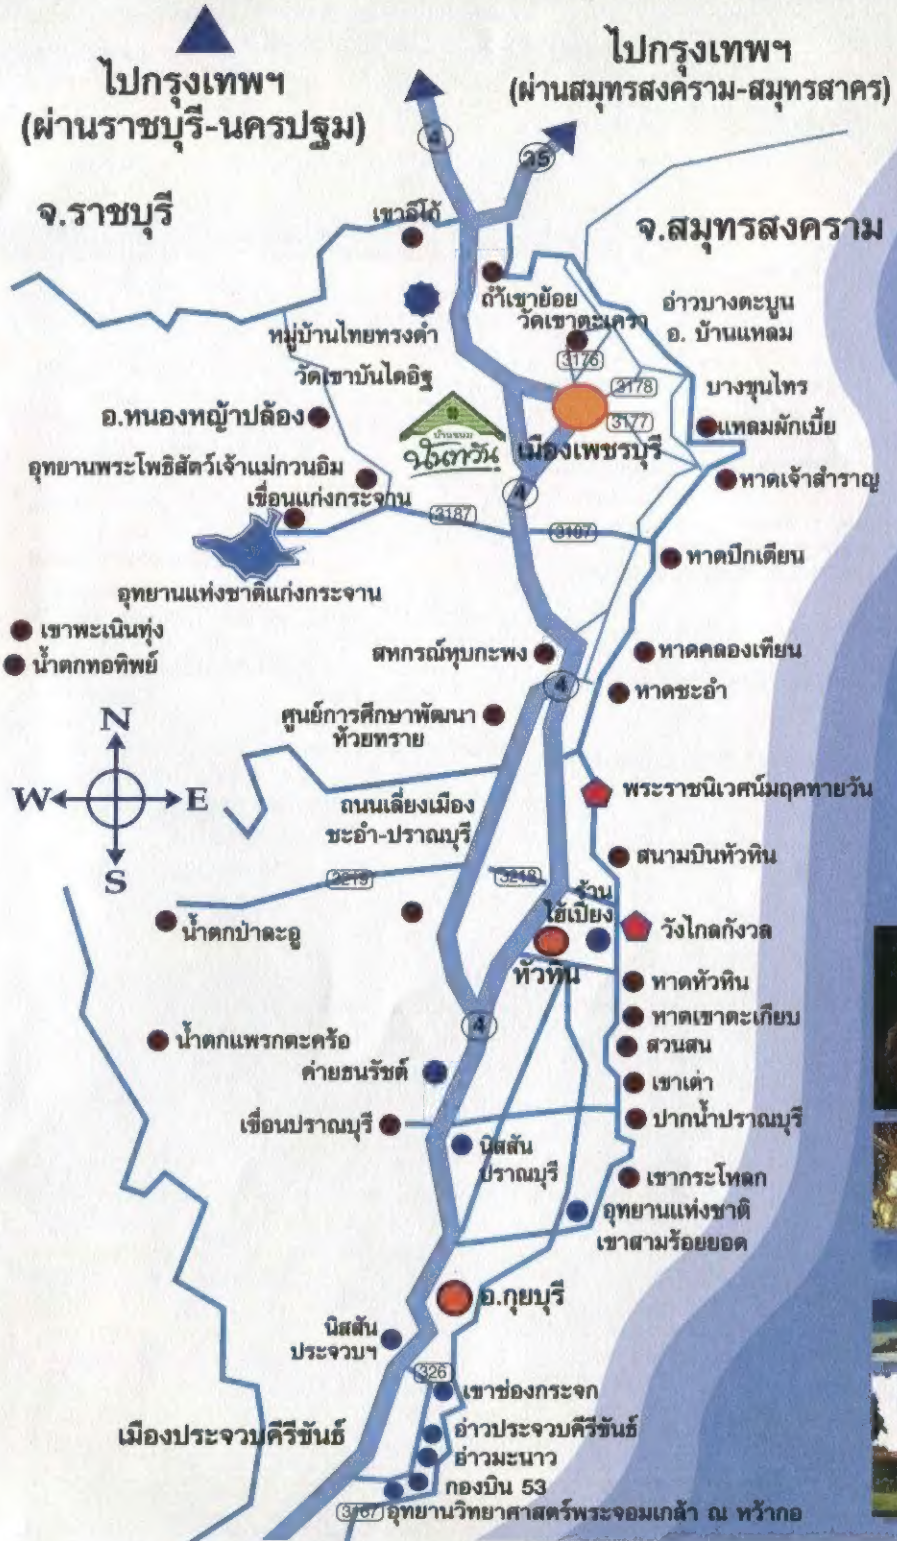 ไปกรุงเทพฯ
(ผ่านราชบุรี-นครปฐม)
ไปกรุงเทพฯ
(ผ่านสมุทรสงคราม-สมุทรสาคร)
4
35
จ.ราชบุรี
จ.สมุทรสงคราม
เขาอีโก้
ถ้ำเขาย้อย
วัดเขาตะเครา
อ่าวบางตะบูน
อ. บ้านแหลม
หมู่บ้านไทยทรงดำ
3176
3178
วัดเขาบันไดอิฐ
บางขุนไทร
3177
อ.หนองหญ้าปล้อง
บ้านขนม
นันทวัน
เมืองเพชรบุรี
แหลมผักเบี้ย
อุทยานพระโพธิสัตว์เจ้าแม่กวนอิม
หาดเจ้าสำราญ
เขื่อนแก่งกระจาน
4
3187
3187
หาดปึกเตียน
อุทยานแห่งชาติแก่งกระจาน
เขาพะเนินทุ่ง
น้ำตกทอทิพย์
สหกรณ์หุบกะพง
หาดคลองเทียน
4
หาดชะอำ
ศูนย์การศึกษาพัฒนา
ห้วยทราย
N
W
E
S
ถนนเลี่ยงเมือง
ชะอำ-ปราณบุรี
พระราชนิเวศน์มฤคทายวัน
สนามบินหัวหิน
3219
3218
ร้าน
ไฮ้เปียง
น้ำตกป่าละอู
วังไกลกังวล
หัวหิน
หาดหัวหิน
หาดเขาตะเกียบ
4
น้ำตกแพรกตะคร้อ
สวนสน
ค่ายธนรัชต์
เขาเต่า
เขื่อนปราณบุรี
ปากน้ำปราณบุรี
นิสสัน
ปราณบุรี
เขากระโหลก
อุทยานแห่งชาติ
เขาสามร้อยยอด
อ.กุยบุรี
นิสสัน
ประจวบฯ
326
เขาช่องกระจก
เมืองประจวบคีรีขันธ์
อ่าวประจวบคีรีขันธ์
อ่าวมะนาว
กองบิน 53
อุทยานวิทยาศาสตร์พระจอมเกล้า ณ หว้ากอ